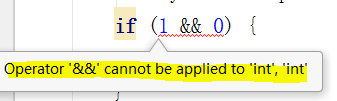 if (1 && 0) {
Operator '&&' cannot be applied to 'int', 'int'
}